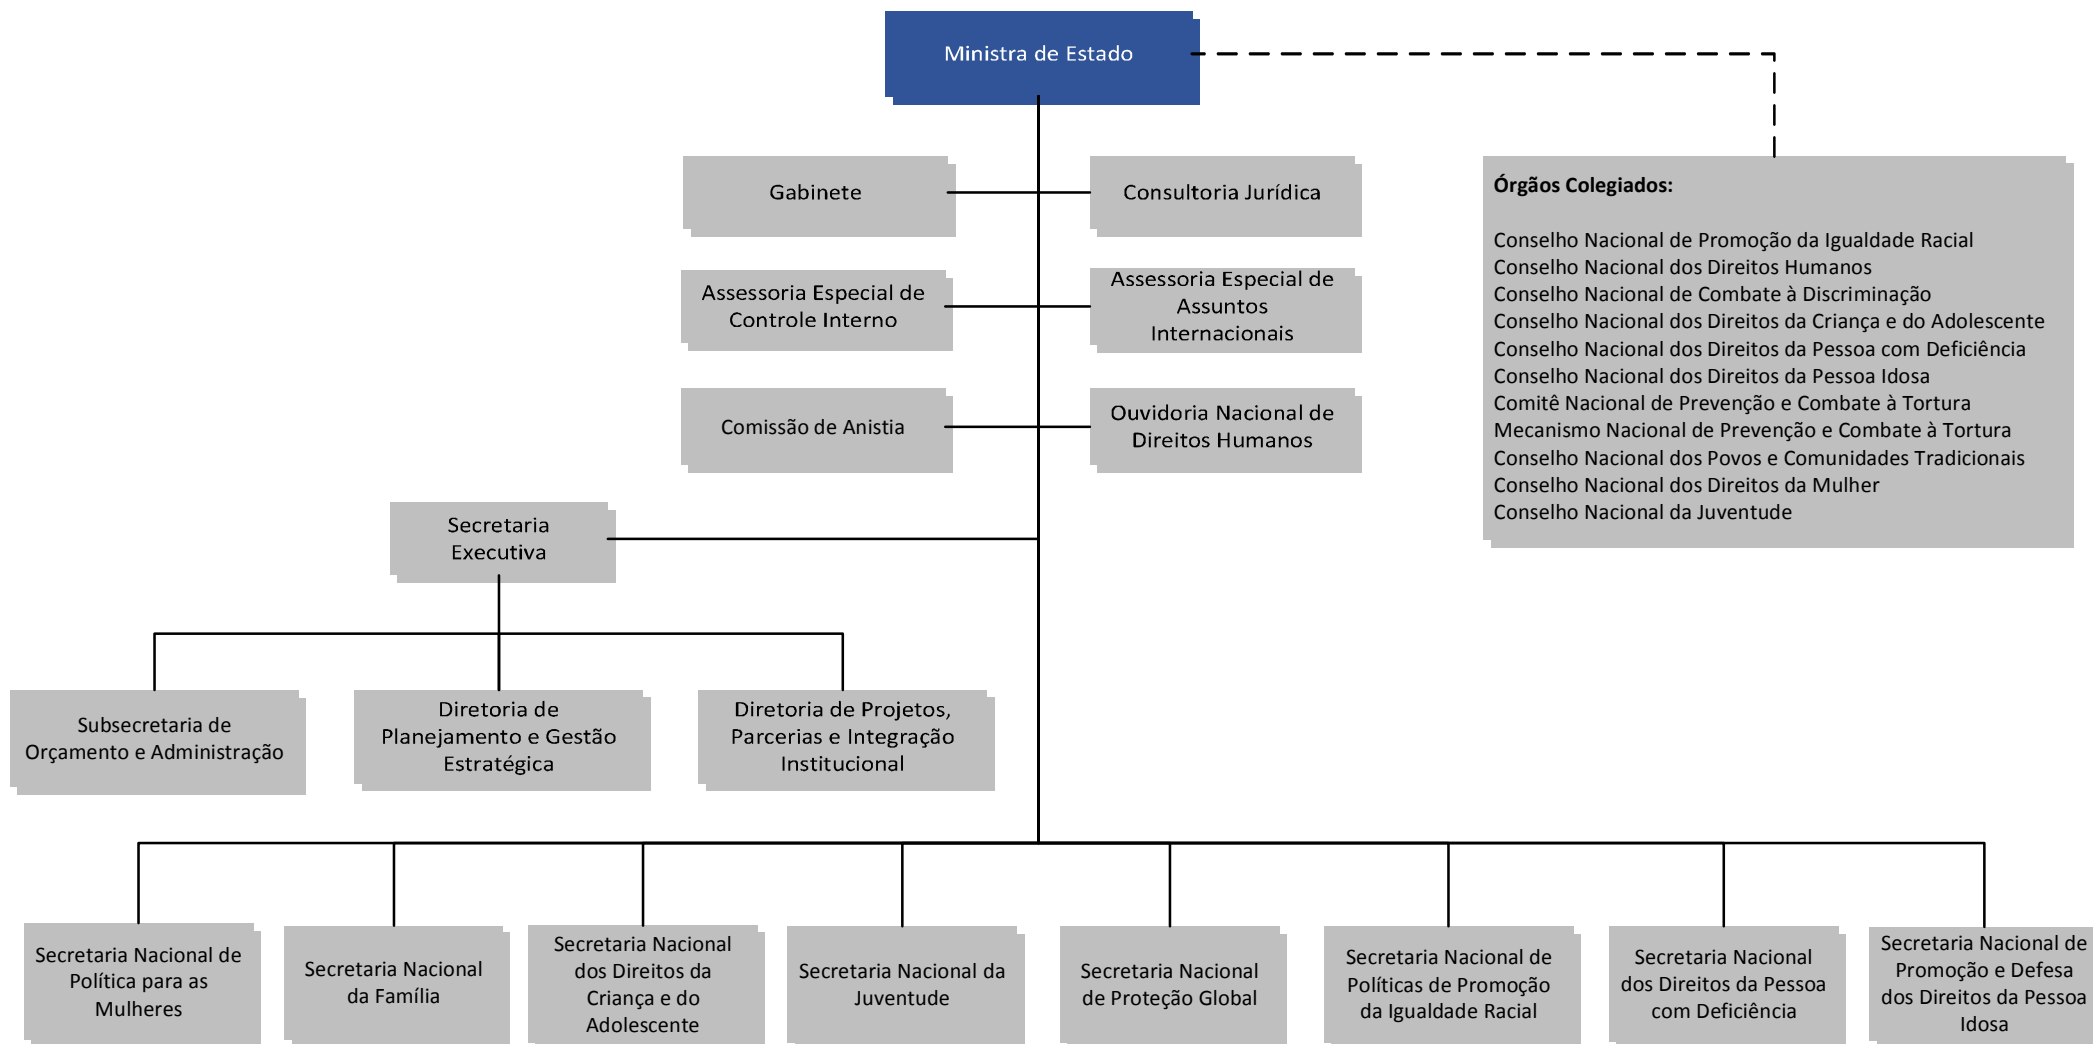 Ministra de Estado
Gabinete
Consultoria Jurídica
Assessoria Especial de
Controle Interno
Assessoria Especial de
Assuntos
Internacionais
Comissão de Anistia
Ouvidoria Nacional de
Direitos Humanos
Órgãos Colegiados:
Conselho Nacional de Promoção da Igualdade Racial
Conselho Nacional dos Direitos Humanos
Conselho Nacional de Combate à Discriminação
Conselho Nacional dos Direitos da Criança e do Adolescente
Conselho Nacional dos Direitos da Pessoa com Deficiência
Conselho Nacional dos Direitos da Pessoa Idosa
Comitê Nacional de Prevenção e Combate à Tortura
Mecanismo Nacional de Prevenção e Combate à Tortura
Conselho Nacional dos Povos e Comunidades Tradicionais
Conselho Nacional dos Direitos da Mulher
Conselho Nacional da Juventude
Secretaria
Executiva
Subsecretaria de
Orçamento e Administração
Diretoria de
Planejamento e Gestão
Estratégica
Diretoria de Projetos,
Parcerias e Integração
Institucional
Secretaria Nacional de
Política para as
Mulheres
Secretaria Nacional
da Família
Secretaria Nacional
dos Direitos da
Criança e do
Adolescente
Secretaria Nacional da
Juventude
Secretaria Nacional
de Proteção Global
Secretaria Nacional de
Políticas de Promoção
da Igualdade Racial
Secretaria Nacional
dos Direitos da Pessoa
com Deficiência
Secretaria Nacional de
Promoção e Defesa
dos Direitos da Pessoa
Idosa